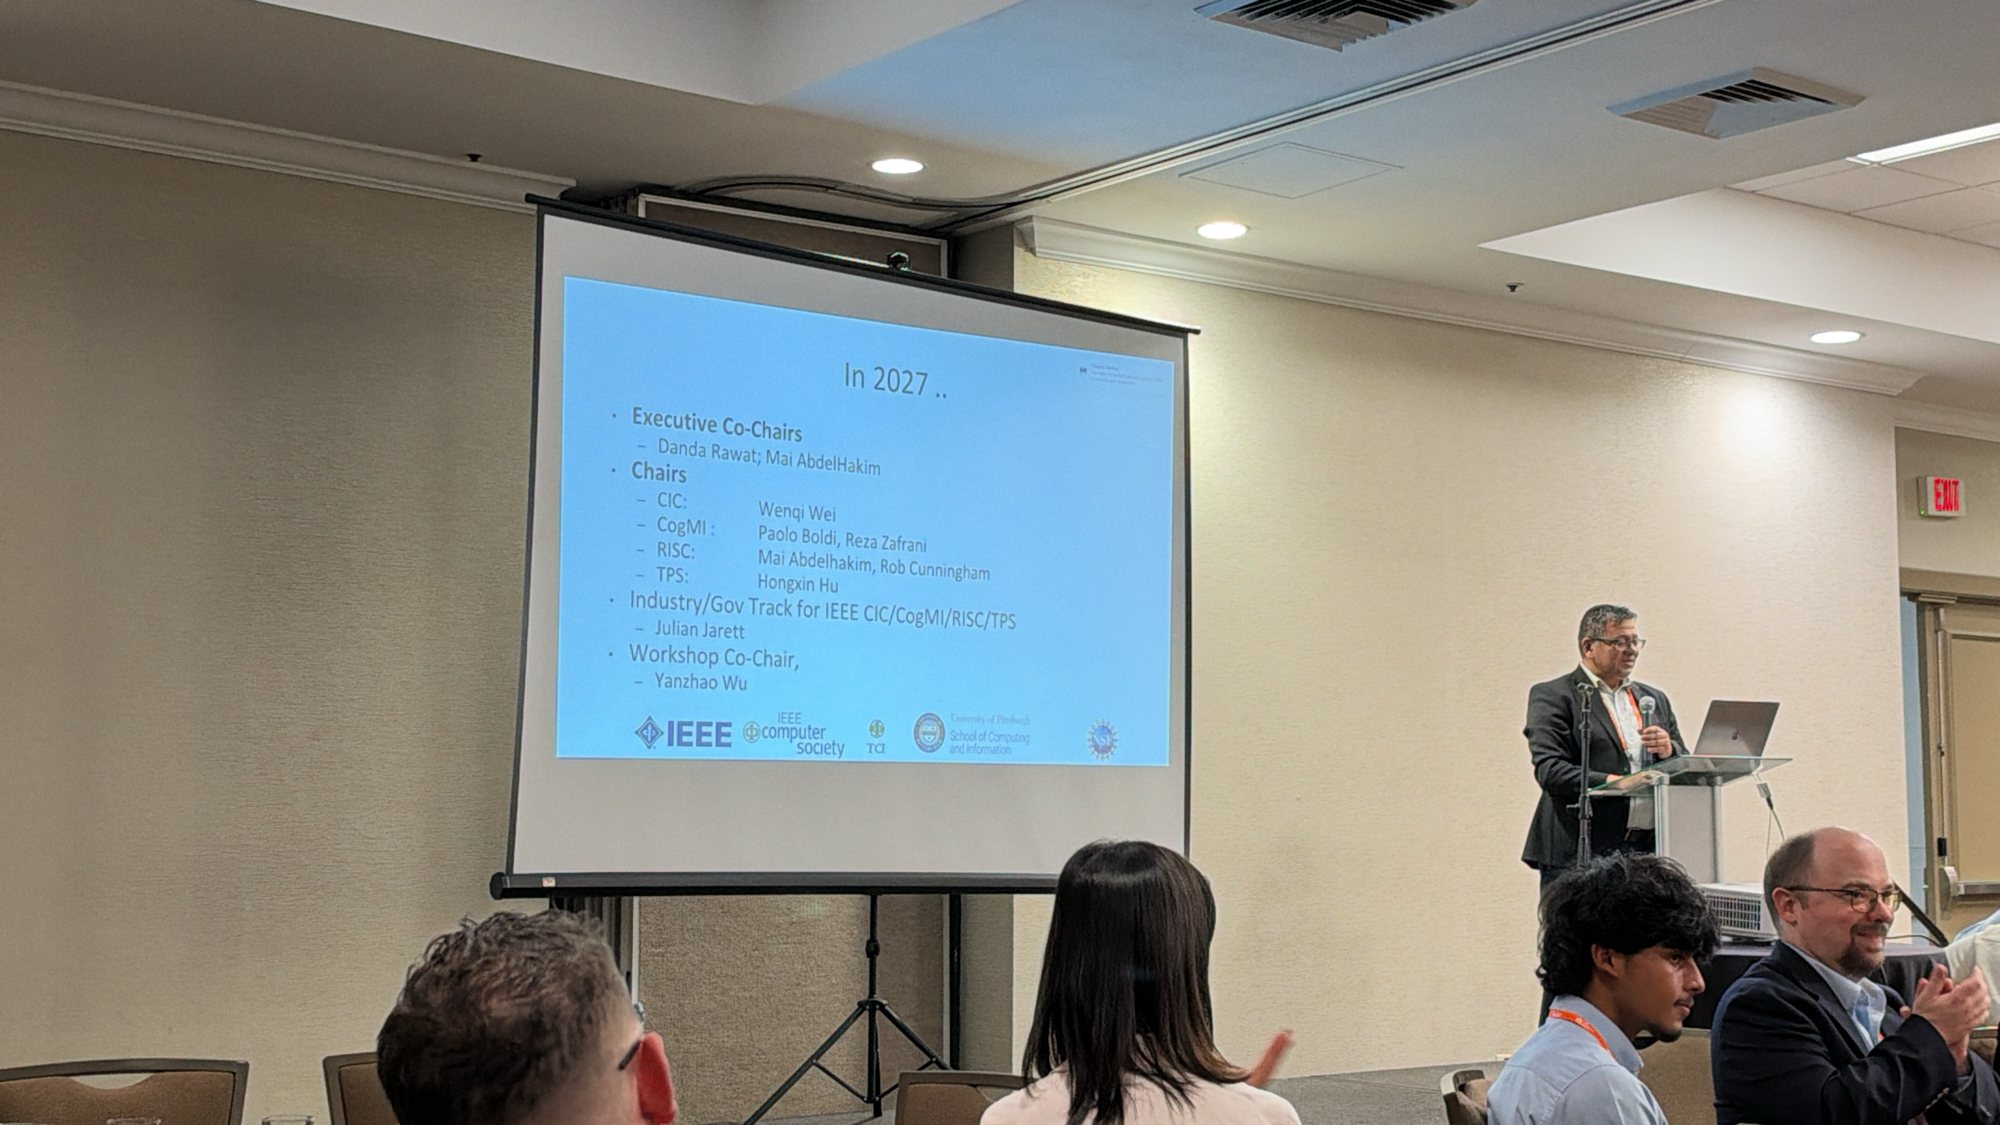 In 2027 ..
· Executive Co-Chairs
– Danda Rawat; Mai AbdelHakim
· Chairs
– CIC: Wenqi Wei
– CogMI : Paolo Boldi, Reza Zafrani
– RISC: Mai Abdelhakim, Rob Cunningham
– TPS: Hongxin Hu
· Industry/Gov Track for IEEE CIC/CogMI/RISC/TPS
– Julian Jarett
· Workshop Co-Chair,
– Yanzhao Wu
IEEE
IEEE
computer
society
TCI
University of Pittsburgh
School of Computing
and Information
NSF
EXIT